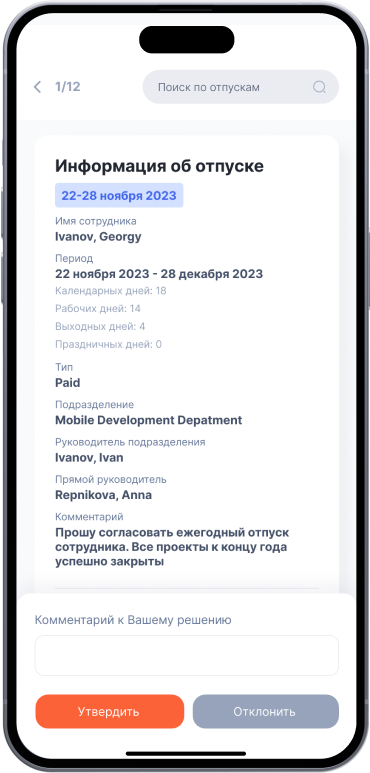 1/12
Поиск по отпускам
Информация об отпуске
22-28 ноября 2023
Имя сотрудника
Ivanov, Georgy
Период
22 ноября 2023 - 28 декабря 2023
Календарных дней: 18
Рабочих дней: 14
Выходных дней: 4
Праздничных дней: 0
Тип
Paid
Подразделение
Mobile Development Depatment
Руководитель подразделения
Ivanov, Ivan
Прямой руководитель
Repnikova, Anna
Комментарий
Прошу согласовать ежегодный отпуск
сотрудника. Все проекты к концу года
успешно закрыты
Комментарий к Вашему решению
Утвердить
Отклонить